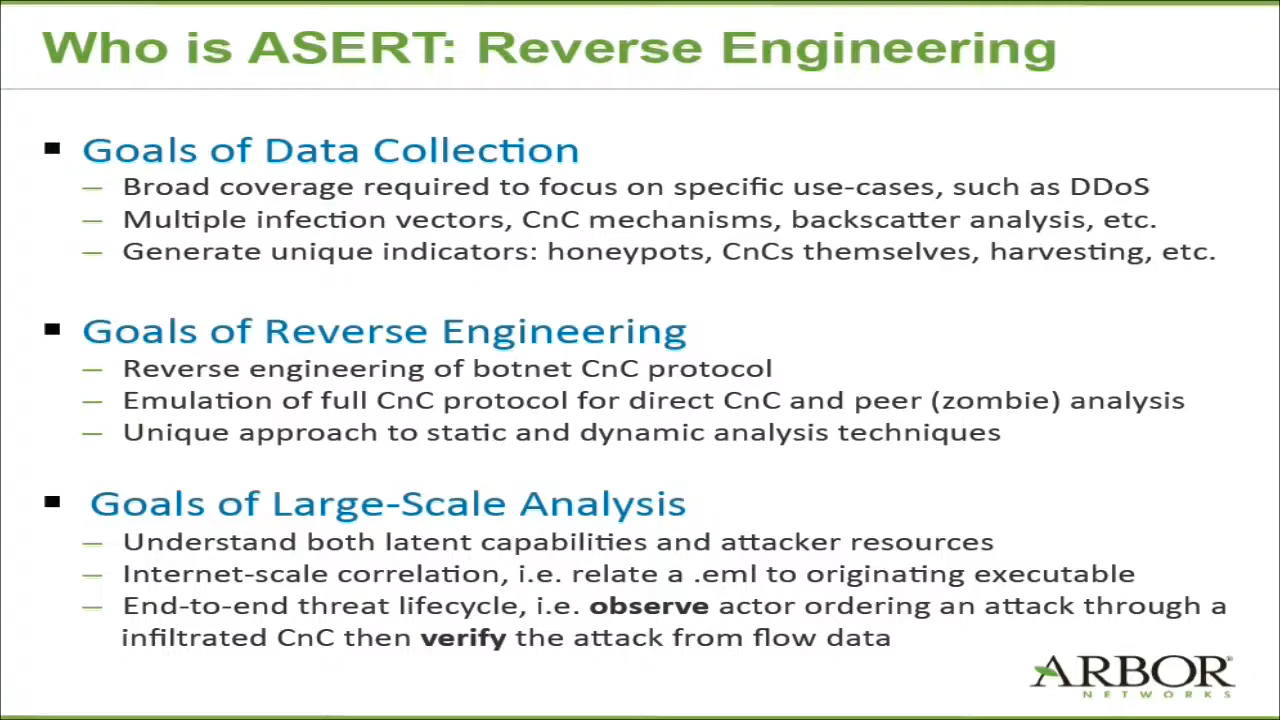 Who is ASERT: Reverse Engineering
▪ Goals of Data Collection
– Broad coverage required to focus on specific use-cases, such as DDoS
– Multiple infection vectors, CnC mechanisms, backscatter analysis, etc.
– Generate unique indicators: honeypots, CnCs themselves, harvesting, etc.
▪ Goals of Reverse Engineering
– Reverse engineering of botnet CnC protocol
– Emulation of full CnC protocol for direct CnC and peer (zombie) analysis
– Unique approach to static and dynamic analysis techniques
▪ Goals of Large-Scale Analysis
– Understand both latent capabilities and attacker resources
– Internet-scale correlation, i.e. relate a .eml to originating executable
– End-to-end threat lifecycle, i.e. observe actor ordering an attack through a
infiltrated CnC then verify the attack from flow data
ARBOR®
NETWORKS